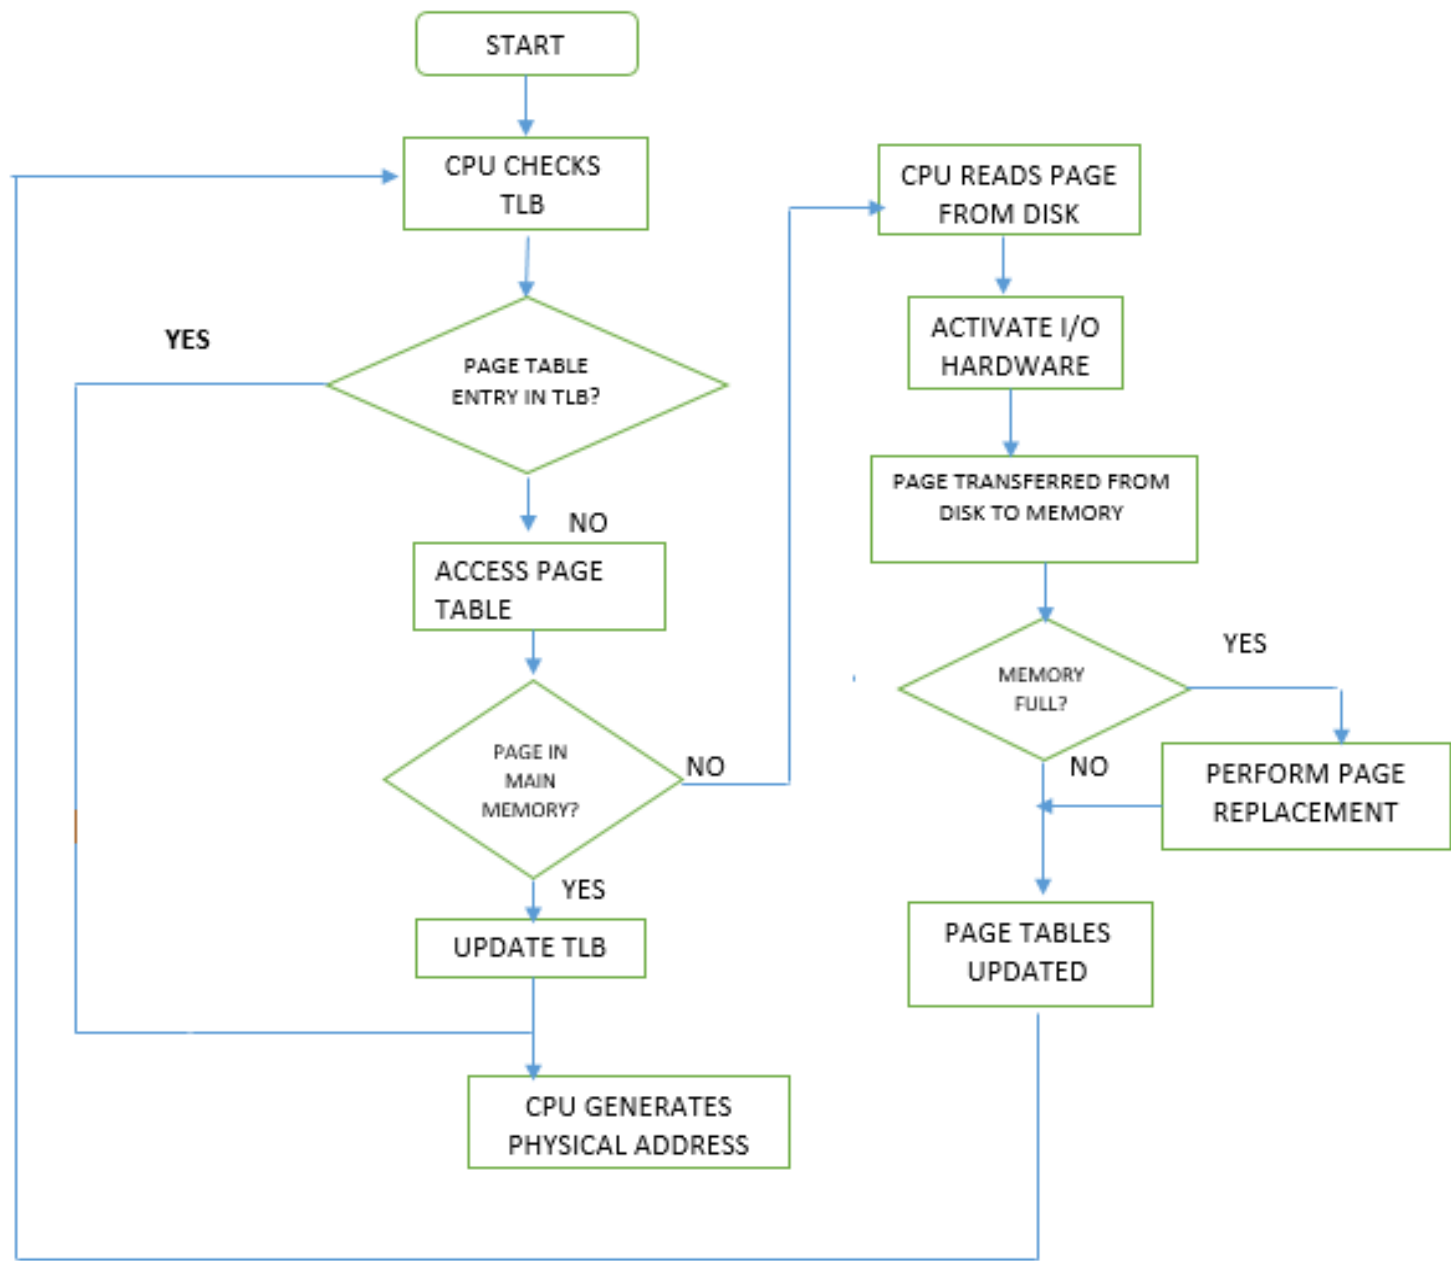 START
CPU CHECKS
TLB
YES
PAGE TABLE
ENTRY IN TLB?
NO
ACCESS PAGE
TABLE
PAGE IN
MAIN
MEMORY?
NO
YES
UPDATE TLB
CPU GENERATES
PHYSICAL ADDRESS
CPU READS PAGE
FROM DISK
ACTIVATE I/O
HARDWARE
PAGE TRANSFERRED FROM
DISK TO MEMORY
MEMORY
FULL?
YES
NO
PERFORM PAGE
REPLACEMENT
PAGE TABLES
UPDATED